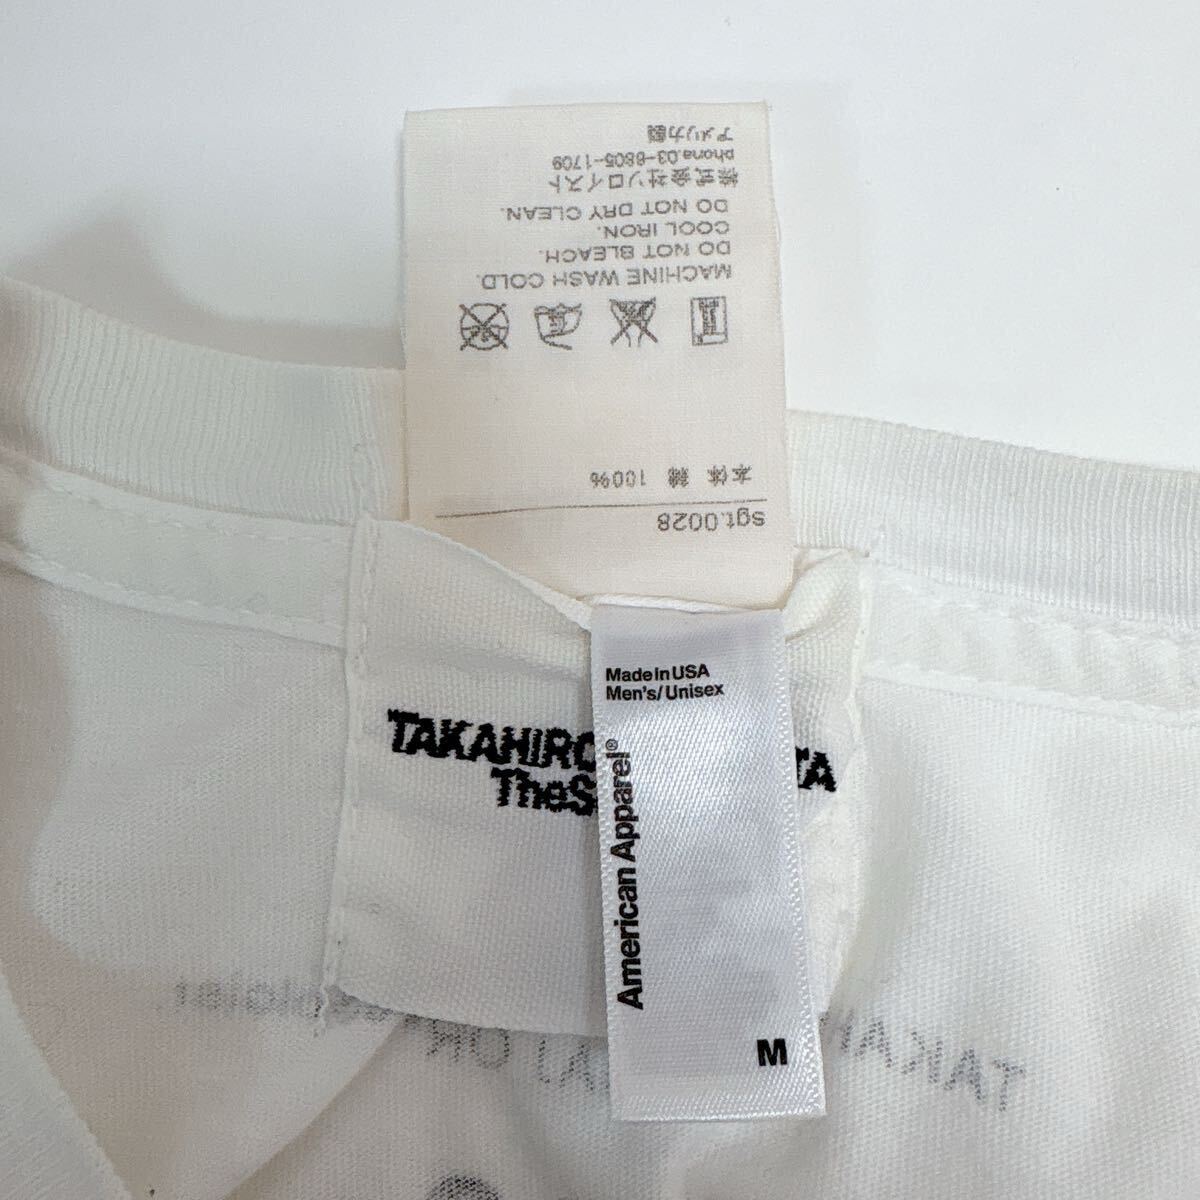 sgt.0028
本体 綿 100%
MACHINE WASH COLD.
DO NOT BLEACH.
COOL IRON.
DO NOT DRY CLEAN.
株式会社ソロイスト
phone.03-6805-1709
アメリカ製
Made in USA
Men's/Unisex
American Apparel®
M
TAKAHIRO TA
TheS